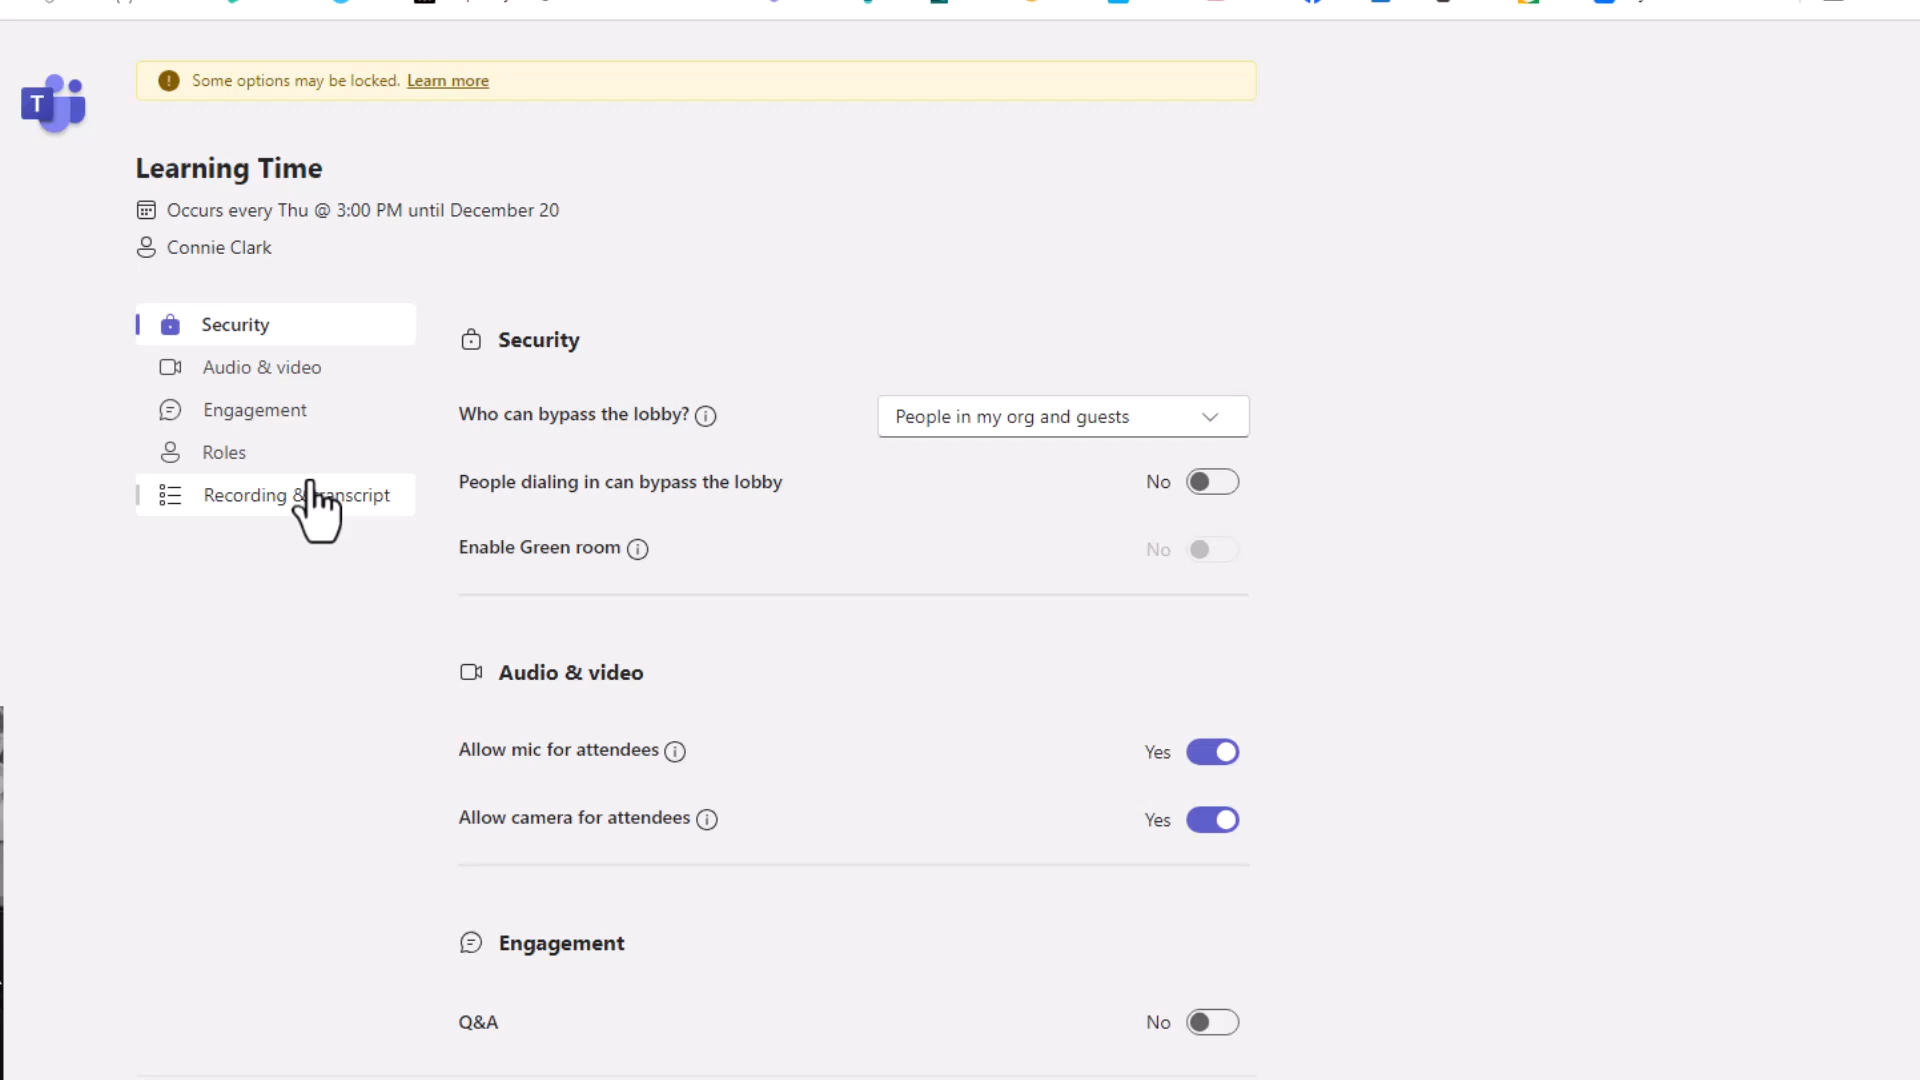 Some options may be locked. Learn more
T
Learning Time
Occurs every Thu @ 3:00 PM until December 20
Connie Clark
Security
Audio & video
Engagement
Roles
Recording & transcript
Security
Who can bypass the lobby?
People in my org and guests
People dialing in can bypass the lobby
No
Enable Green room
No
Audio & video
Allow mic for attendees
Yes
Allow camera for attendees
Yes
Engagement
Q&A
No